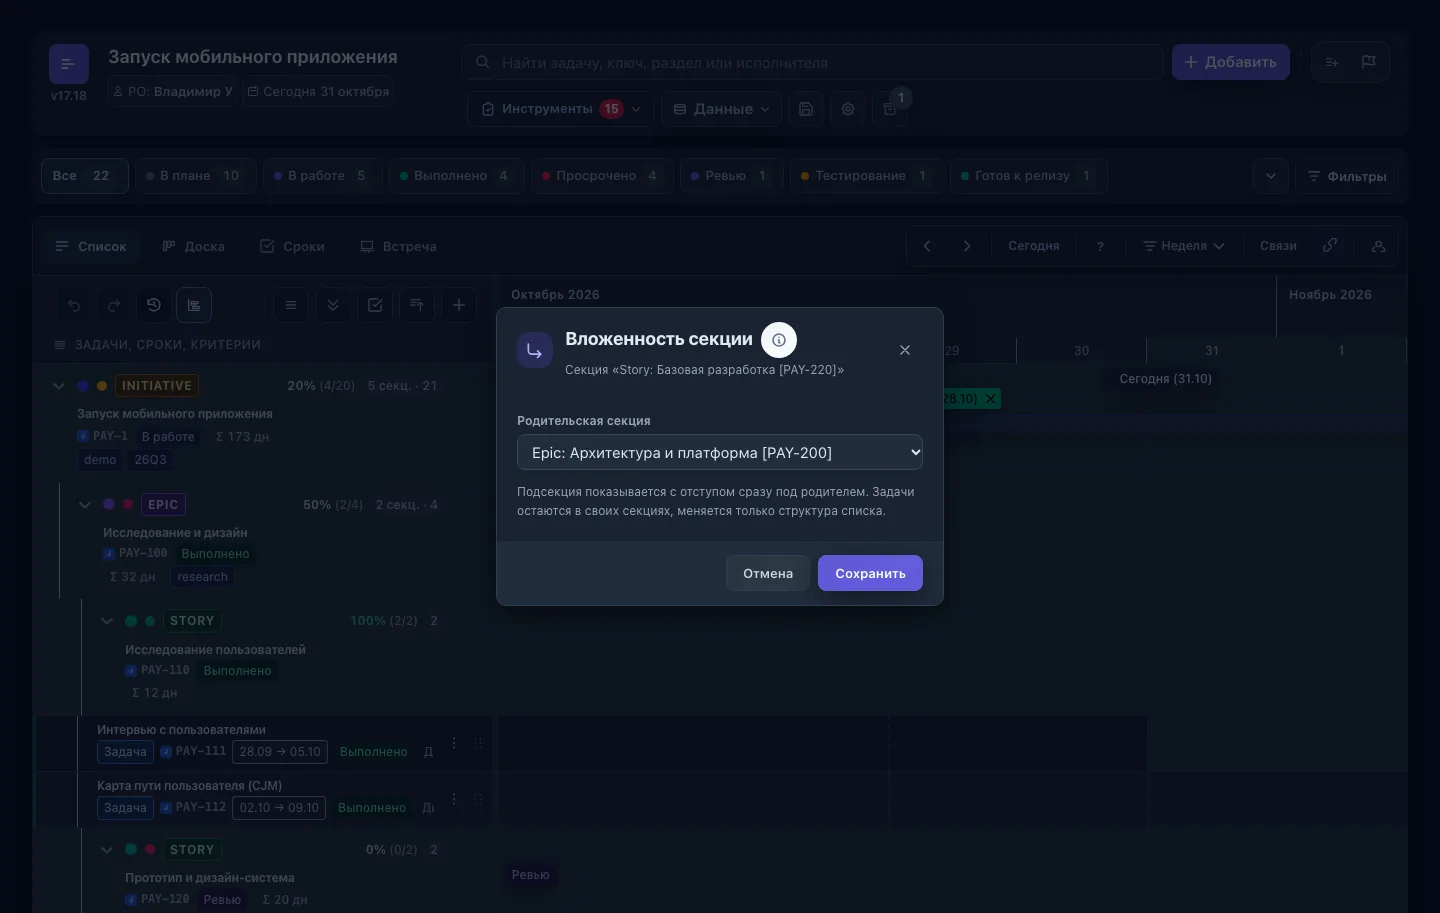 Запуск мобильного приложения
v17.18
PO: Владимир У
Сегодня 31 октября
Найти задачу, ключ, раздел или исполнителя
Добавить
Инструменты 15
Данные
1
Все 22
В плане 10
В работе 5
Выполнено 4
Просрочено 4
Ревью 1
Тестирование 1
Готов к релизу 1
Фильтры
Список
Доска
Сроки
Встреча
Сегодня
?
Неделя
Связи
ЗАДАЧИ, СРОКИ, КРИТЕРИИ
Октябрь 2026
Ноябрь 2026
29
30
31
1
Сегодня (31.10)
28.10)
INITIATIVE
20% (4/20) 5 секц. · 21
Запуск мобильного приложения
PAY-1 В работе Σ 173 дн
demo 26Q3
EPIC
50% (2/4) 2 секц. · 4
Исследование и дизайн
PAY-100 Выполнено
Σ 32 дн research
STORY
100% (2/2) 2
Исследование пользователей
PAY-110 Выполнено
Σ 12 дн
Интервью с пользователями
Задача PAY-111 28.09 → 05.10 Выполнено
Карта пути пользователя (CJM)
Задача PAY-112 02.10 → 09.10 Выполнено
STORY
0% (0/2) 2
Прототип и дизайн-система
PAY-120 Ревью Σ 20 дн
Ревью
Вложенность секции
Секция «Story: Базовая разработка [PAY-220]»
Родительская секция
Epic: Архитектура и платформа [PAY-200]
Подсекция показывается с отступом сразу под родителем. Задачи
остаются в своих секциях, меняется только структура списка.
Отмена
Сохранить